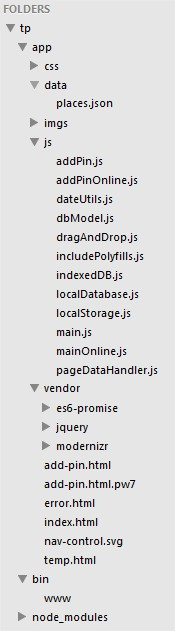 FOLDERS
tp
app
css
data
places.json
imgs
js
addPin.js
addPinOnline.js
dateUtils.js
dbModel.js
dragAndDrop.js
includePolyfills.js
indexedDB.js
localDatabase.js
localStorage.js
main.js
mainOnline.js
pageDataHandler.js
vendor
es6-promise
jquery
modernizr
add-pin.html
add-pin.html.pw7
error.html
index.html
nav-control.svg
temp.html
bin
www
node_modules